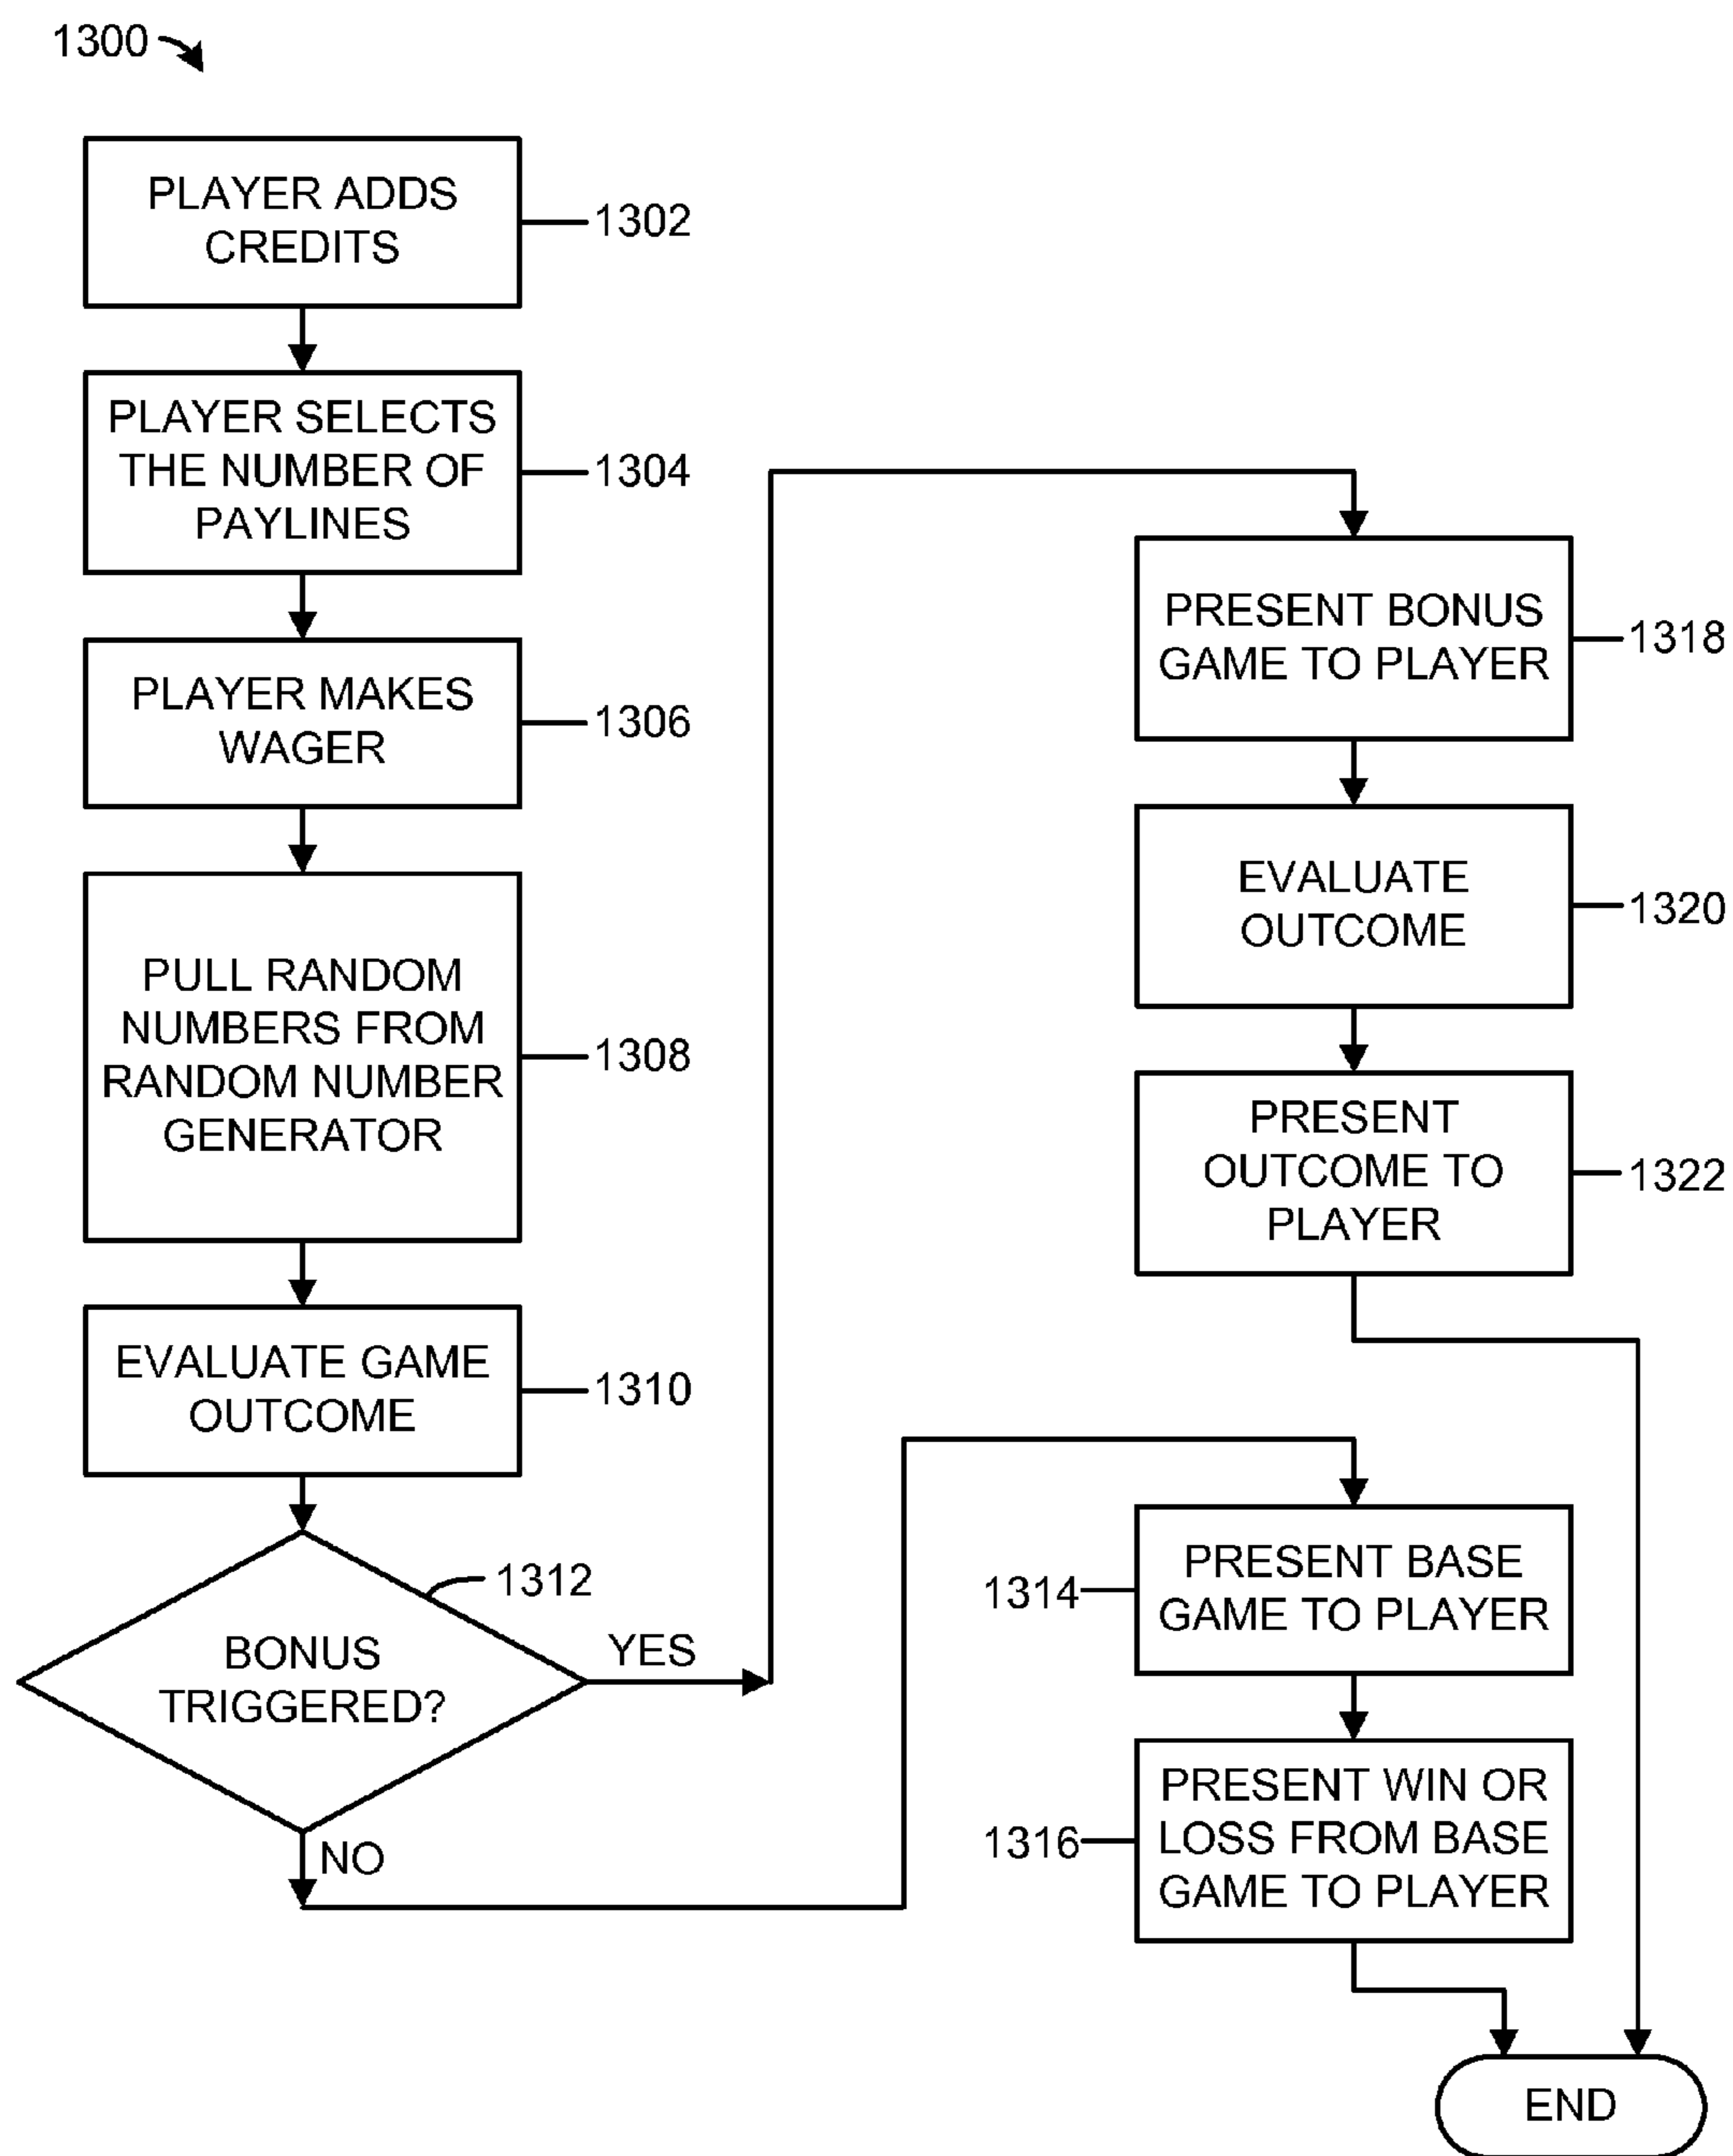 1300
PLAYER ADDS
CREDITS
1302
PLAYER SELECTS
THE NUMBER OF
PAYLINES
1304
PLAYER MAKES
WAGER
1306
PULL RANDOM
NUMBERS FROM
RANDOM NUMBER
GENERATOR
1308
EVALUATE GAME
OUTCOME
1310
1312
BONUS
TRIGGERED?
YES
NO
PRESENT BONUS
GAME TO PLAYER
1318
EVALUATE
OUTCOME
1320
PRESENT
OUTCOME TO
PLAYER
1322
1314
PRESENT BASE
GAME TO PLAYER
1316
PRESENT WIN OR
LOSS FROM BASE
GAME TO PLAYER
END